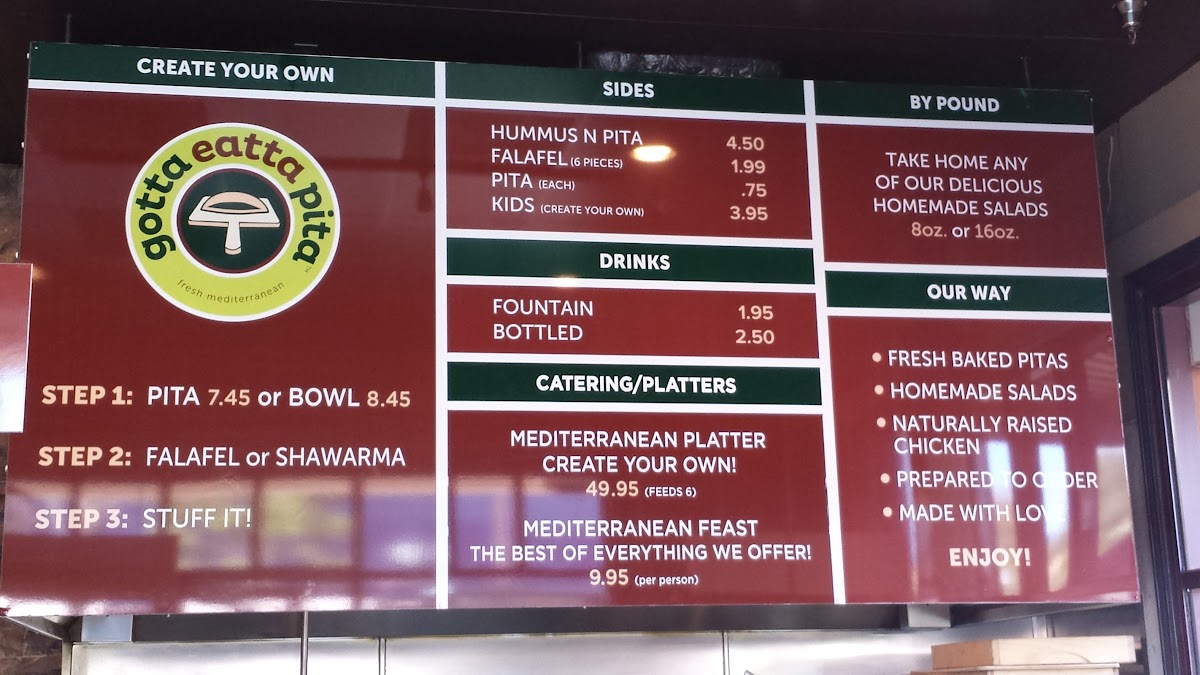 CREATE YOUR OWN
gotta eatta pita
TM
fresh mediterranean
STEP 1: PITA 7.45 or BOWL 8.45
STEP 2: FALAFEL or SHAWARMA
STEP 3: STUFF IT!
SIDES
HUMMUS N PITA 4.50
FALAFEL (6 PIECES) 1.99
PITA (EACH) .75
KIDS (CREATE YOUR OWN) 3.95
DRINKS
FOUNTAIN 1.95
BOTTLED 2.50
CATERING/PLATTERS
MEDITERRANEAN PLATTER
CREATE YOUR OWN!
49.95 (FEEDS 6)
MEDITERRANEAN FEAST
THE BEST OF EVERYTHING WE OFFER!
9.95 (per person)
BY POUND
TAKE HOME ANY
OF OUR DELICIOUS
HOMEMADE SALADS
8oz. or 16oz.
OUR WAY
• FRESH BAKED PITAS
• HOMEMADE SALADS
• NATURALLY RAISED
CHICKEN
• PREPARED TO ORDER
• MADE WITH LOVE
ENJOY!